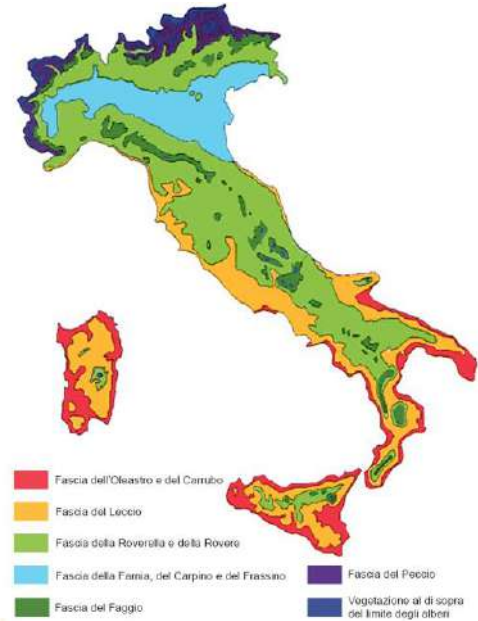 Fascia dell'Oleastro e del Carrubo
Fascia del Leccio
Fascia della Roverella e della Rovere
Fascia della Farnia, del Carpino e del Frassino
Fascia del Faggio
Fascia del Peccio
Vegetazione al di sopra
del limite degli alberi